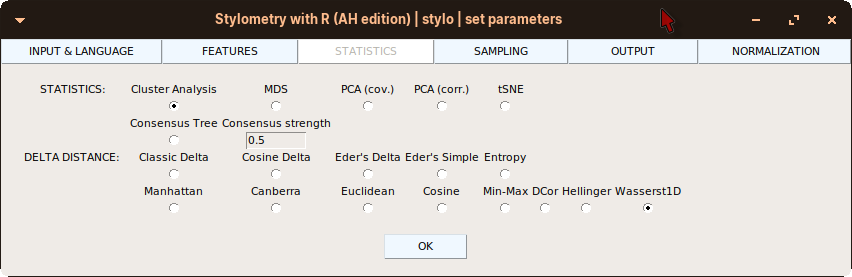 Stylometry with R (AH edition) | stylo | set parameters
INPUT & LANGUAGE FEATURES STATISTICS SAMPLING OUTPUT NORMALIZATION
STATISTICS: Cluster Analysis MDS PCA (cov.) PCA (corr.) tSNE
Consensus Tree Consensus strength
0.5
DELTA DISTANCE: Classic Delta Cosine Delta Eder's Delta Eder's Simple Entropy
Manhattan Canberra Euclidean Cosine Min-Max DCor Hellinger Wasserst1D
OK